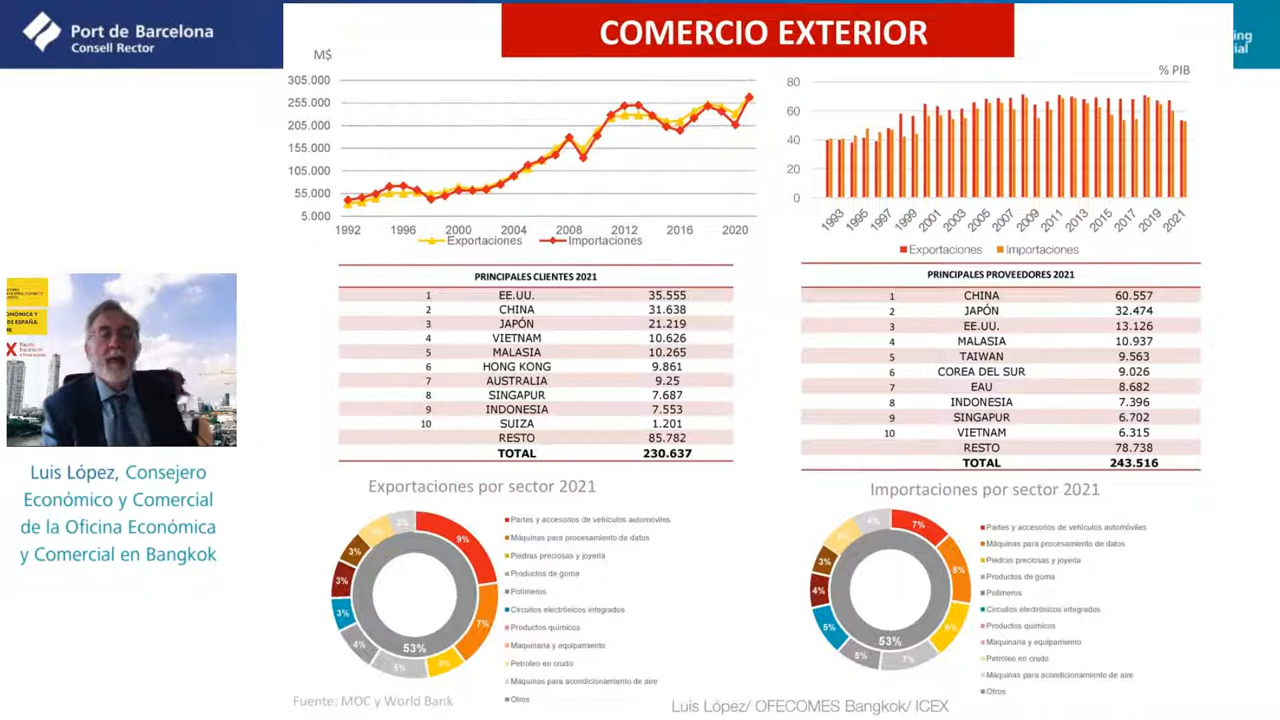 Port de Barcelona
Consell Rector
COMERCIO EXTERIOR
ing
ial
M$
305.000
255.000
205.000
155.000
105.000
55.000
5.000
1992 1996 2000 2004 2008 2012 2016 2020
Exportaciones Importaciones
% PIB
80
60
40
20
0
1993 1995 1997 1999 2001 2003 2005 2007 2009 2011 2013 2015 2017 2019 2021
Exportaciones Importaciones
PRINCIPALES CLIENTES 2021
1 EE.UU. 35.555
2 CHINA 31.638
3 JAPÓN 21.219
4 VIETNAM 10.626
5 MALASIA 10.265
6 HONG KONG 9.861
7 AUSTRALIA 9.25
8 SINGAPUR 7.687
9 INDONESIA 7.553
10 SUIZA 1.201
RESTO 85.782
TOTAL 230.637
PRINCIPALES PROVEEDORES 2021
1 CHINA 60.557
2 JAPÓN 32.474
3 EE.UU. 13.126
4 MALASIA 10.937
5 TAIWAN 9.563
6 COREA DEL SUR 9.026
7 EAU 8.682
8 INDONESIA 7.396
9 SINGAPUR 6.702
10 VIETNAM 6.315
RESTO 78.738
TOTAL 243.516
ONÓMICA Y
DE ESPAÑA
X
Luis López, Consejero
Económico y Comercial
de la Oficina Económica
y Comercial en Bangkok
Exportaciones por sector 2021
9%
7%
5%
4%
3%
3%
3%
53%
Partes y accesorios de vehículos automóviles
Máquinas para procesamiento de datos
Piedras preciosas y joyería
Productos de goma
Polímeros
Circuitos electrónicos integrados
Productos químicos
Maquinaria y equipamiento
Petroleo en crudo
Máquinas para acondicionamiento de aire
Otros
Importaciones por sector 2021
7%
8%
7%
5%
5%
4%
3%
4%
53%
Partes y accesorios de vehículos automóviles
Máquinas para procesamiento de datos
Piedras preciosas y joyería
Productos de goma
Polímeros
Circuitos electrónicos integrados
Productos químicos
Maquinaria y equipamiento
Petroleo en crudo
Máquinas para acondicionamiento de aire
Otros
Fuente: MOC y World Bank
Luis López/ OFECOMES Bangkok/ ICEX